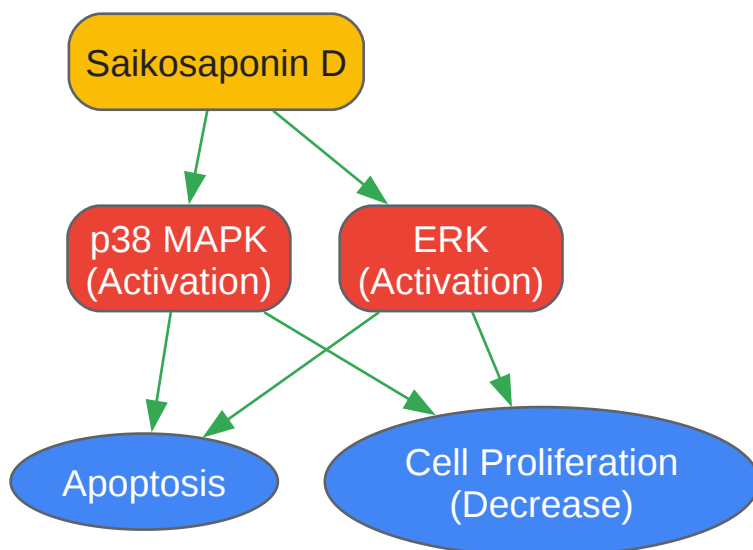 Saikosaponin D
p38 MAPK
(Activation)
ERK
(Activation)
Apoptosis
Cell Proliferation
(Decrease)